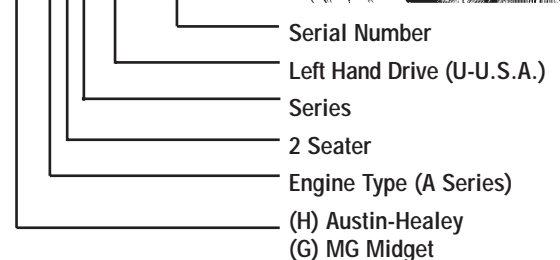 Serial Number
Left Hand Drive (U-U.S.A.)
Series
2 Seater
Engine Type (A Series)
(H) Austin-Healey
(G) MG Midget